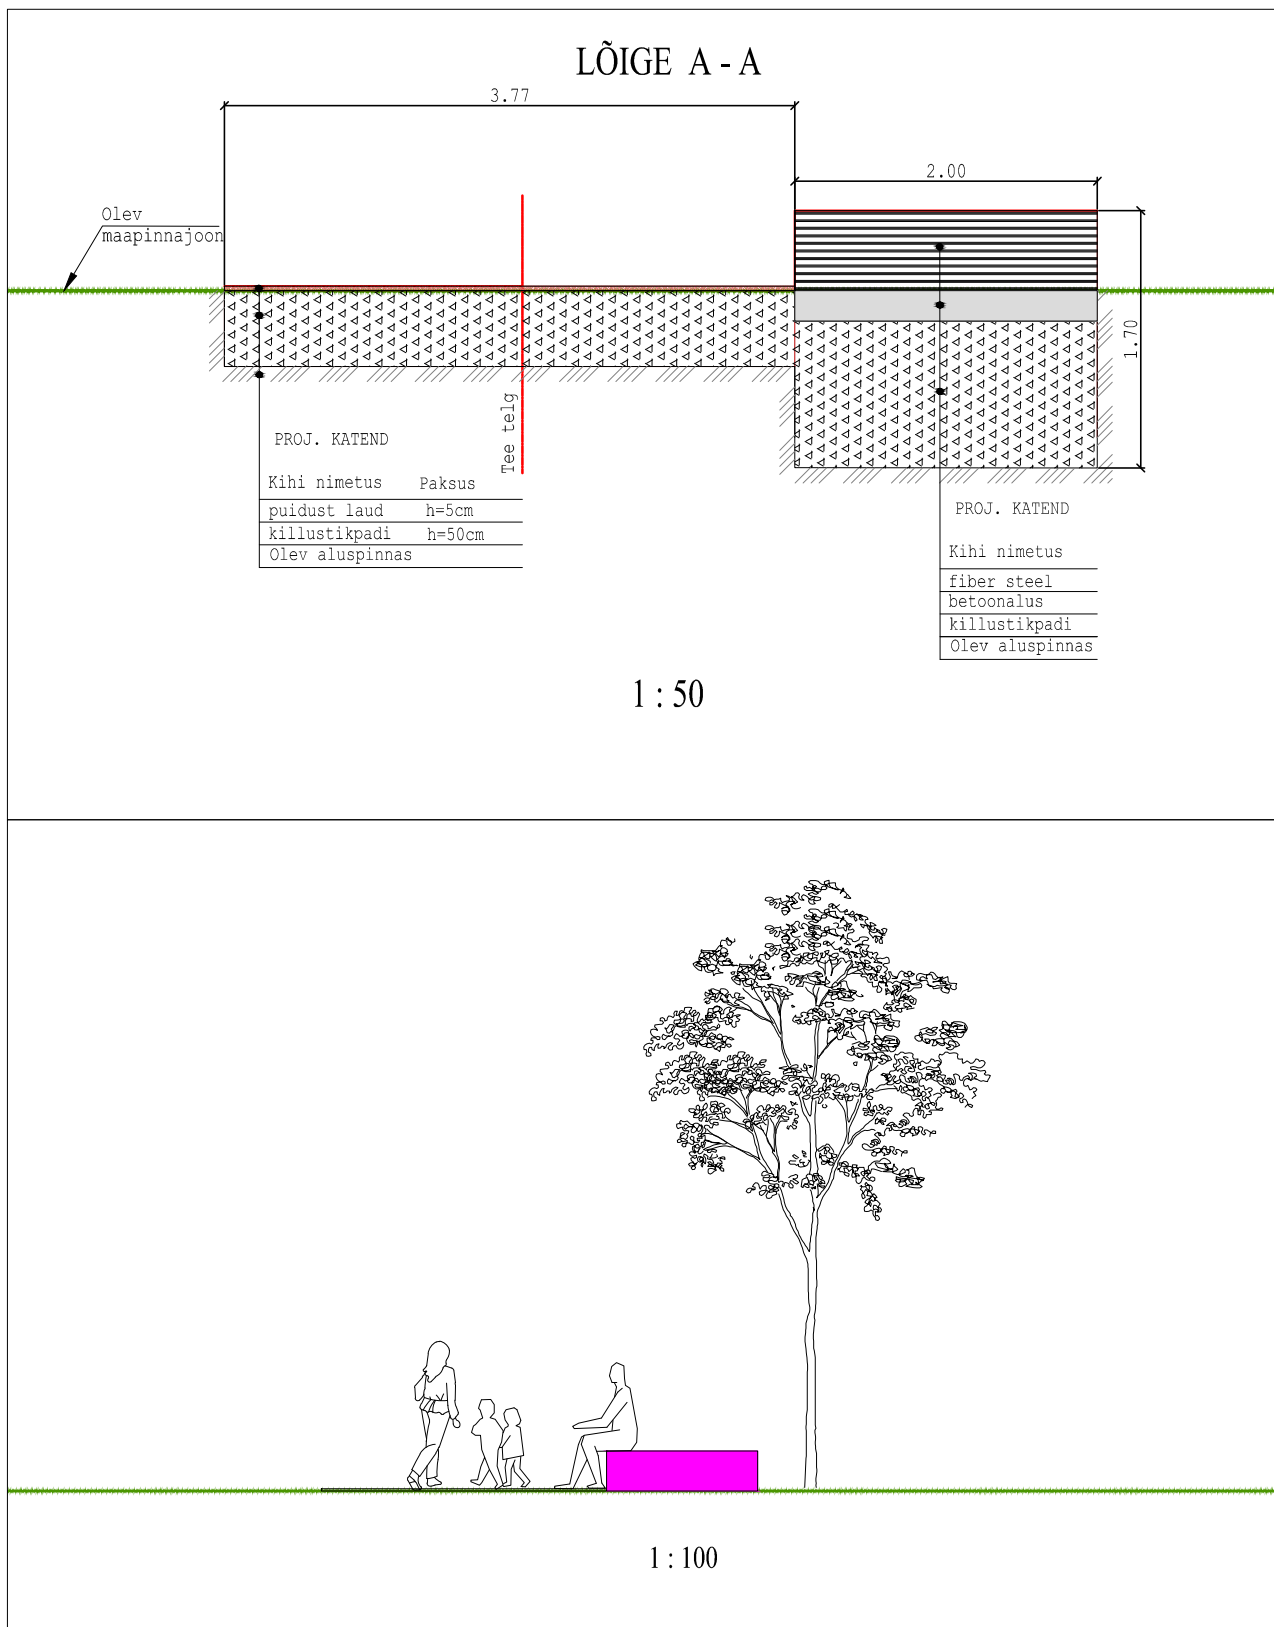 LÕIGE A - A
3.77
2.00
Olev
maapinnajoon
1.70
Tee telg
PROJ. KATEND
Kihi nimetus Paksus
puidust laud h=5cm
killustikpadi h=50cm
Olev aluspinnas
PROJ. KATEND
Kihi nimetus
fiber steel
betoonalus
killustikpadi
Olev aluspinnas
1 : 50
1 : 100